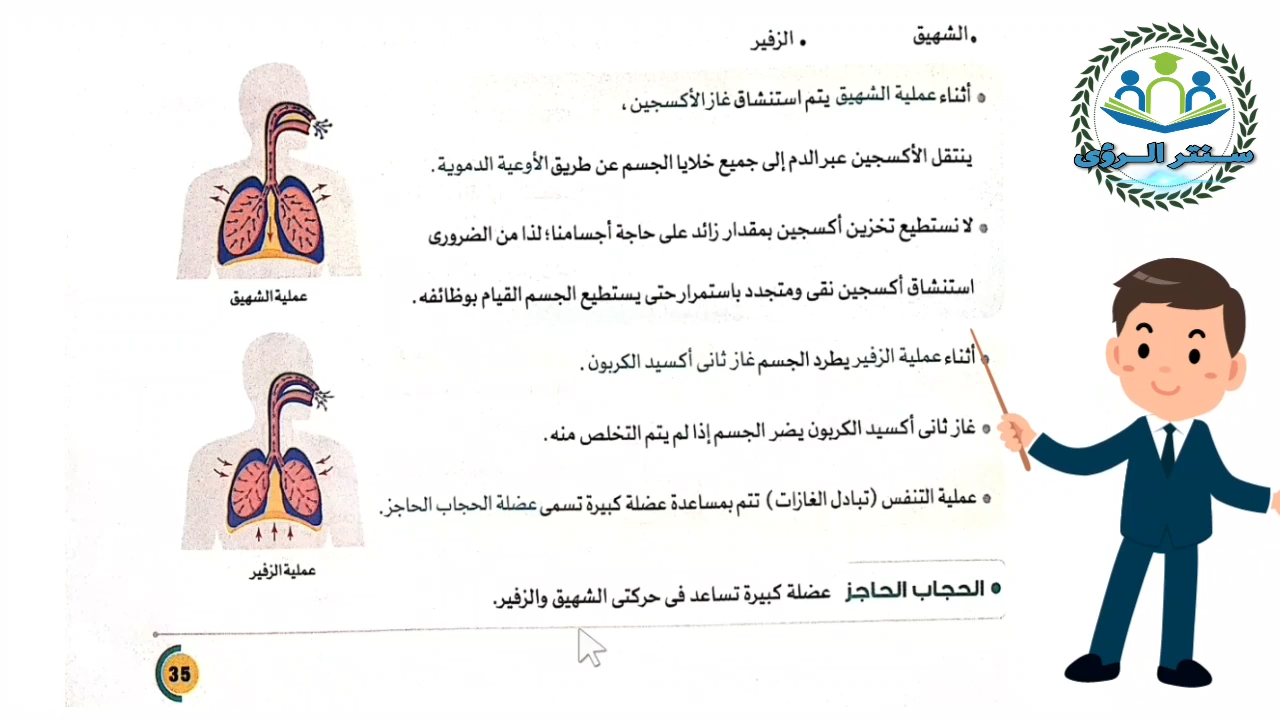 • الشهيق
• الزفير
سنتر الرؤى
أثناء عملية الشهيق يتم استنشاق غاز الأكسجين،
ينتقل الأكسجين عبر الدم إلى جميع خلايا الجسم عن طريق الأوعية الدموية.
لا نستطيع تخزين أكسجين بمقدار زائد على حاجة أجسامنا؛ لذا من الضرورى
استنشاق أكسجين نقى ومتجدد باستمرار حتى يستطيع الجسم القيام بوظائفه.
عملية الشهيق
أثناء عملية الزفير يطرد الجسم غاز ثانى أكسيد الكربون.
غاز ثانى أكسيد الكربون يضر الجسم إذا لم يتم التخلص منه.
عملية التنفس (تبادل الغازات) تتم بمساعدة عضلة كبيرة تسمى عضلة الحجاب الحاجز.
عملية الزفير
الحجاب الحاجز عضلة كبيرة تساعد فى حركتى الشهيق والزفير.
35